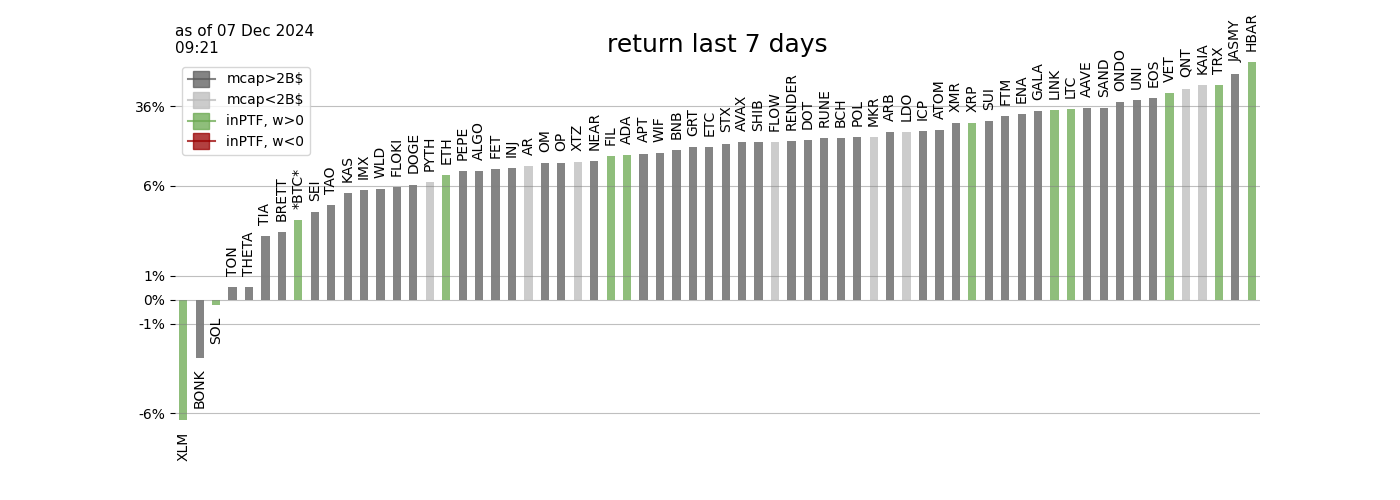 as of 07 Dec 2024
09:21
return last 7 days
mcap>2B$
mcap<2B$
inPTF, w>0
inPTF, w<0
36%
6%
1%
0%
-1%
-6%
XLM
BONK
SOL
TON
THETA
TIA
BRETT
*BTC*
SEI
TAO
KAS
IMX
WLD
FLOKI
DOGE
PYTH
ETH
PEPE
ALGO
FET
INJ
AR
OM
OP
XTZ
NEAR
FIL
ADA
APT
WIF
BNB
GRT
ETC
STX
AVAX
SHIB
FLOW
RENDER
DOT
RUNE
BCH
POL
MKR
ARB
LDO
ICP
ATOM
XMR
XRP
SUI
FTM
ENA
GALA
LINK
LTC
AAVE
SAND
ONDO
UNI
EOS
VET
QNT
KAIA
TRX
JASMY
HBAR